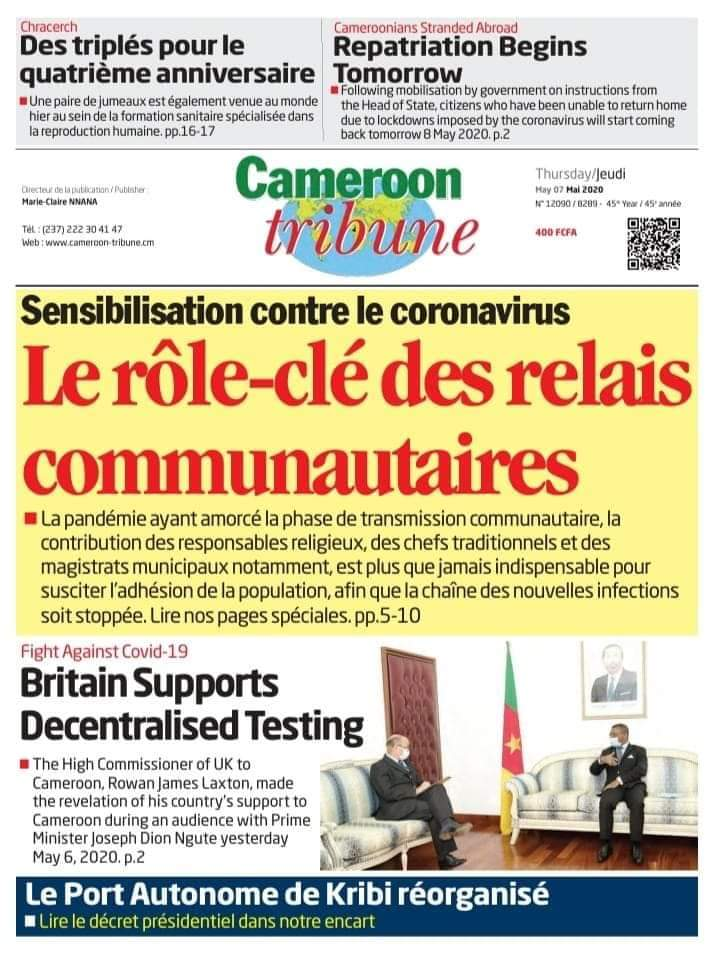 Chracerch
Des triplés pour le
quatrième anniversaire
Une paire de jumeaux est également venue au monde
hier au sein de la formation sanitaire spécialisée dans
la reproduction humaine. pp.16-17
Cameroonians Stranded Abroad
Repatriation Begins
Tomorrow
Following mobilisation by government on instructions from
the Head of State, citizens who have been unable to return home
due to lockdowns imposed by the coronavirus will start coming
back tomorrow 8 May 2020. p.2
Directeur de la publication / Publisher :
Marie-Claire NNANA
Tél. : (237) 222 30 41 47
Web : www.cameroon-tribune.cm
Cameroon
tribune
Thursday/Jeudi
May 07 Mai 2020
N° 12090 / 8289 - 45th Year / 45e année
400 FCFA
Sensibilisation contre le coronavirus
Le rôle-clé des relais
communautaires
La pandémie ayant amorcé la phase de transmission communautaire, la
contribution des responsables religieux, des chefs traditionnels et des
magistrats municipaux notamment, est plus que jamais indispensable pour
susciter l'adhésion de la population, afin que la chaîne des nouvelles infections
soit stoppée. Lire nos pages spéciales. pp.5-10
Fight Against Covid-19
Britain Supports
Decentralised Testing
The High Commissioner of UK to
Cameroon, Rowan James Laxton, made
the revelation of his country's support to
Cameroon during an audience with Prime
Minister Joseph Dion Ngute yesterday
May 6, 2020. p.2
Le Port Autonome de Kribi réorganisé
Lire le décret présidentiel dans notre encart